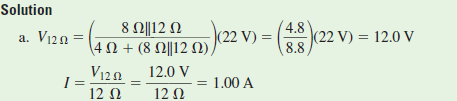 Solution
a. V12 Ω = (8 Ω||12 Ω / 4 Ω + (8 Ω||12 Ω))(22 V) = (4.8 / 8.8)(22 V) = 12.0 V
I = V12 Ω / 12 Ω = 12.0 V / 12 Ω = 1.00 A